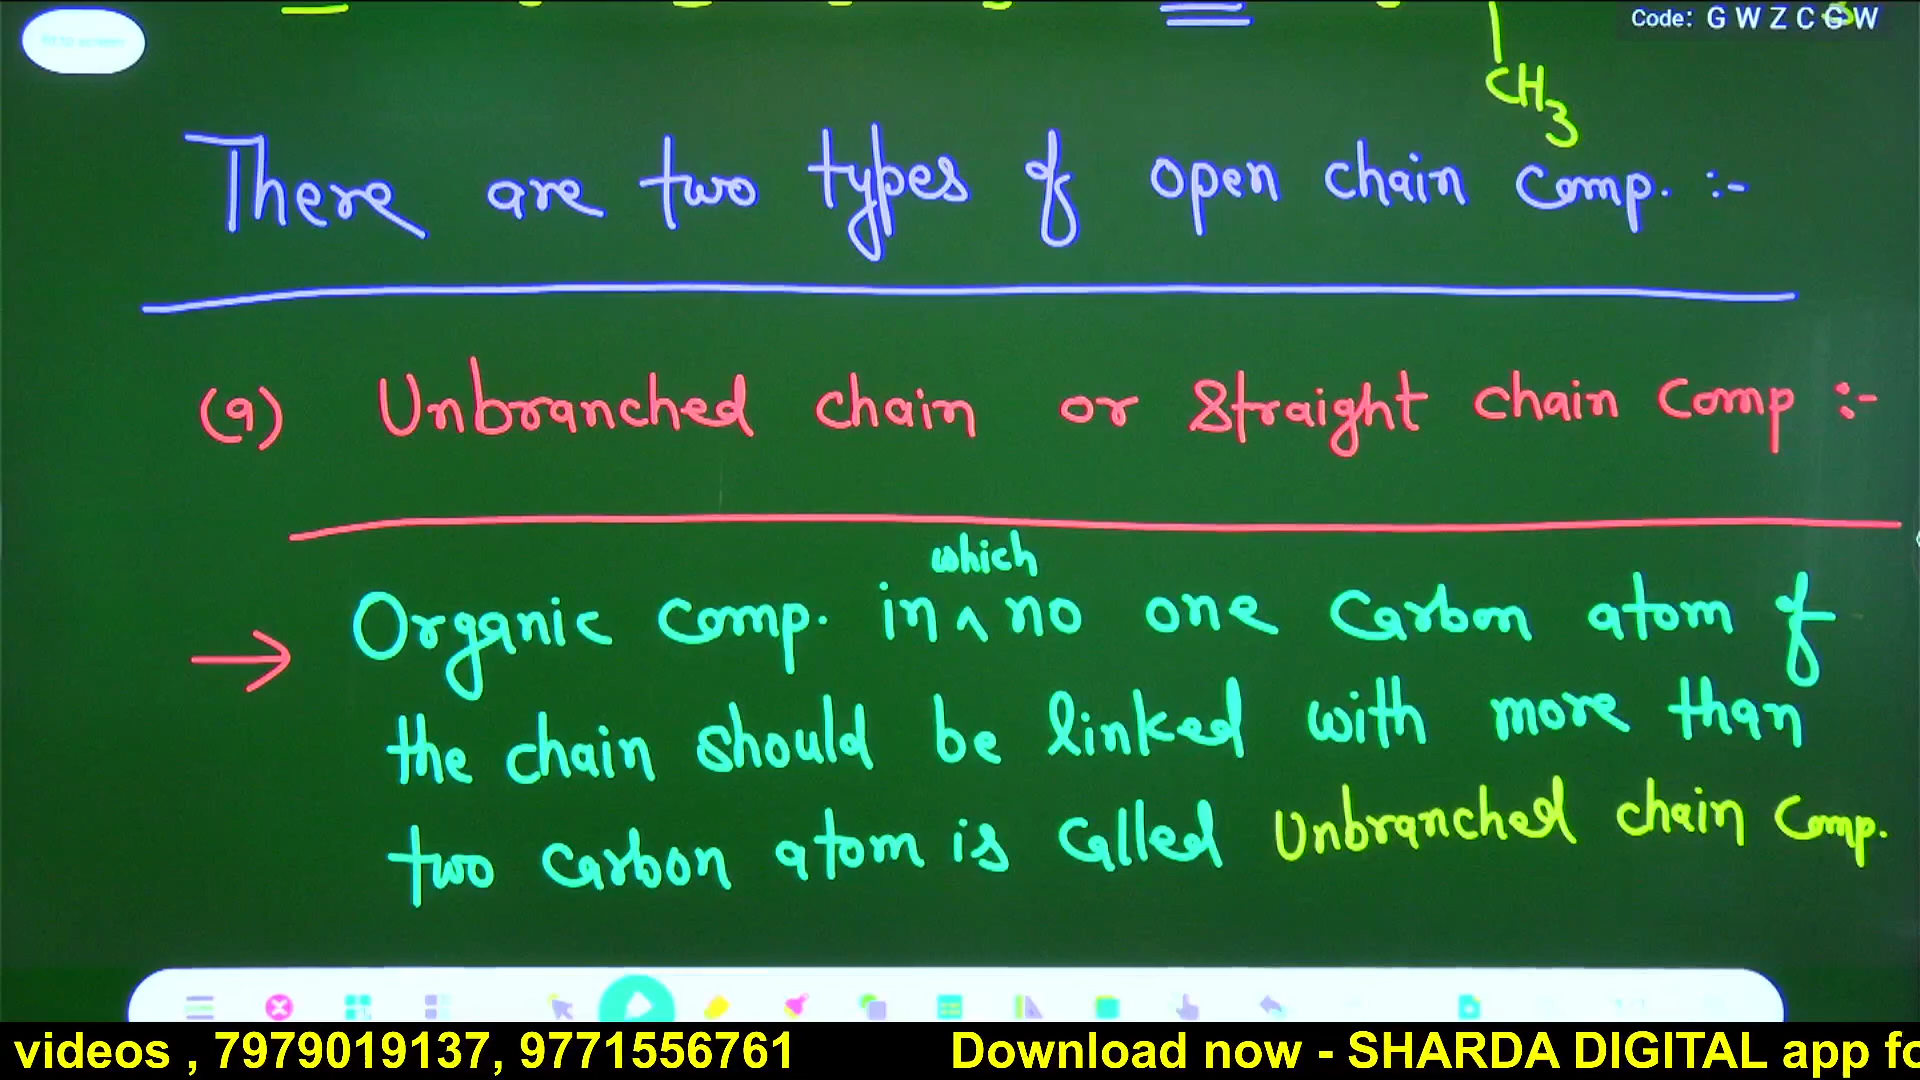 Code: G W Z C G W
CH3
There are two types of open chain comp. :-
(a) Unbranched chain or Straight chain Comp :-
which
→ Organic comp. in ^ no one Carbon atom of
the chain should be linked with more than
two carbon atom is called Unbranched chain Comp.
videos , 7979019137, 9771556761 Download now - SHARDA DIGITAL app fo